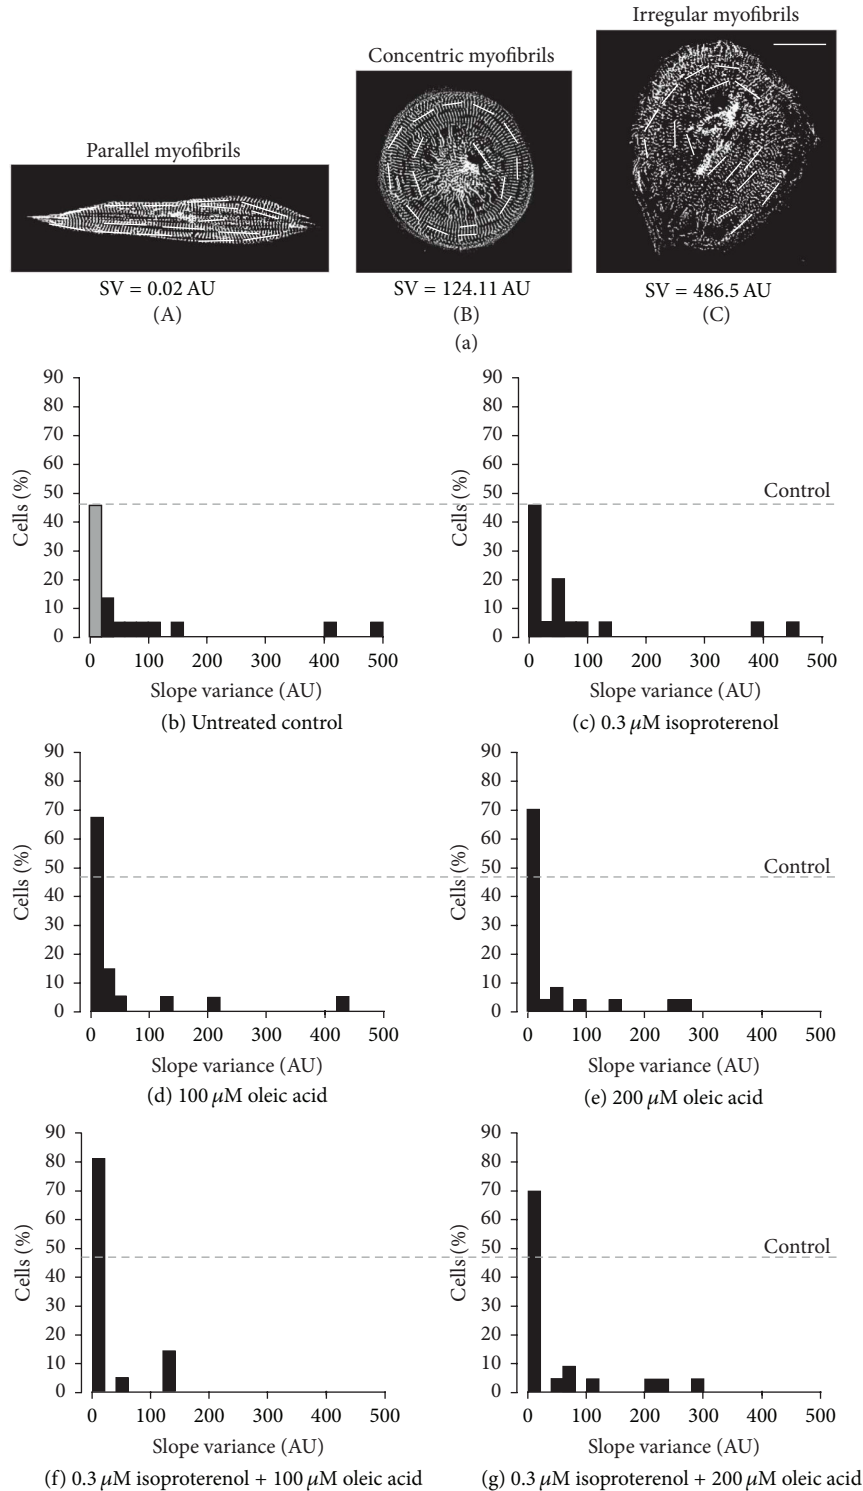 Parallel myofibrils
Concentric myofibrils
Irregular myofibrils
SV = 0.02 AU
SV = 124.11 AU
SV = 486.5 AU
(A)
(B)
(C)
(a)
90
80
70
60
50
40
30
20
10
0
Cells (%)
0 100 200 300 400 500
Slope variance (AU)
(b) Untreated control
90
80
70
60
50
40
30
20
10
0
Cells (%)
Control
0 100 200 300 400 500
Slope variance (AU)
(c) 0.3 μM isoproterenol
90
80
70
60
50
40
30
20
10
0
Cells (%)
0 100 200 300 400 500
Slope variance (AU)
(d) 100 μM oleic acid
90
80
70
60
50
40
30
20
10
0
Cells (%)
Control
0 100 200 300 400 500
Slope variance (AU)
(e) 200 μM oleic acid
90
80
70
60
50
40
30
20
10
0
Cells (%)
0 100 200 300 400 500
Slope variance (AU)
(f) 0.3 μM isoproterenol + 100 μM oleic acid
90
80
70
60
50
40
30
20
10
0
Cells (%)
Control
0 100 200 300 400 500
Slope variance (AU)
(g) 0.3 μM isoproterenol + 200 μM oleic acid